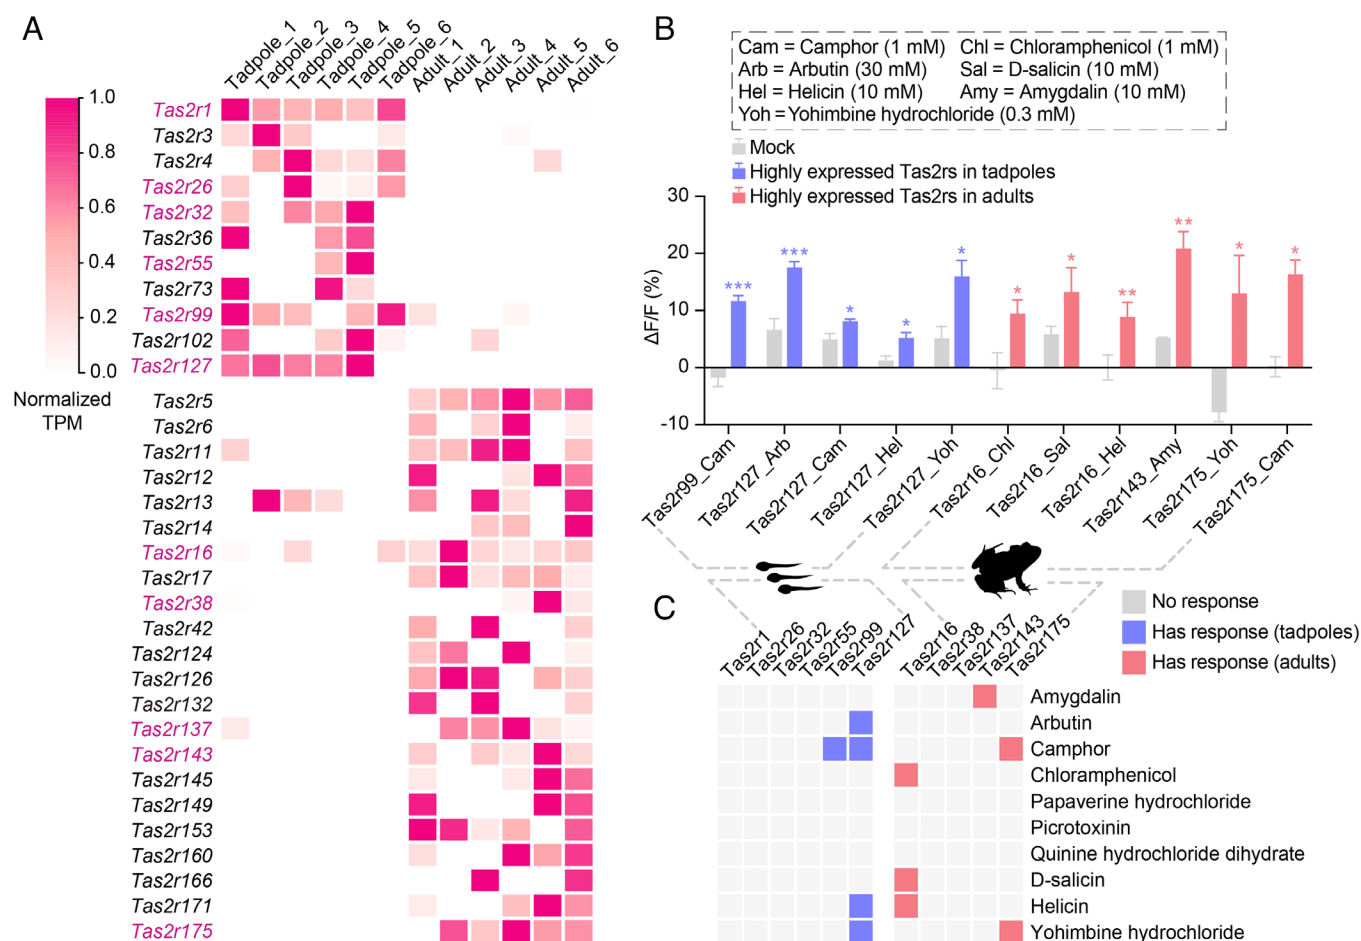 A
Tadpole_1
Tadpole_2
Tadpole_3
Tadpole_4
Tadpole_5
Tadpole_6
Adult_1
Adult_2
Adult_3
Adult_4
Adult_5
Adult_6
1.0
0.8
0.6
0.4
0.2
0.0
Normalized
TPM
Tas2r1
Tas2r3
Tas2r4
Tas2r26
Tas2r32
Tas2r36
Tas2r55
Tas2r73
Tas2r99
Tas2r102
Tas2r127
Tas2r5
Tas2r6
Tas2r11
Tas2r12
Tas2r13
Tas2r14
Tas2r16
Tas2r17
Tas2r38
Tas2r42
Tas2r124
Tas2r126
Tas2r132
Tas2r137
Tas2r143
Tas2r145
Tas2r149
Tas2r153
Tas2r160
Tas2r166
Tas2r171
Tas2r175
B
Cam = Camphor (1 mM) Chl = Chloramphenicol (1 mM)
Arb = Arbutin (30 mM) Sal = D-salicin (10 mM)
Hel = Helicin (10 mM) Amy = Amygdalin (10 mM)
Yoh = Yohimbine hydrochloride (0.3 mM)
Mock
Highly expressed Tas2rs in tadpoles
Highly expressed Tas2rs in adults
ΔF/F (%)
30
20
10
0
-10
*** *** * * * * * ** ** * *
Tas2r99_Cam
Tas2r127_Arb
Tas2r127_Cam
Tas2r127_Hel
Tas2r127_Yoh
Tas2r16_Chl
Tas2r16_Sal
Tas2r16_Hel
Tas2r143_Amy
Tas2r175_Yoh
Tas2r175_Cam
C
No response
Has response (tadpoles)
Has response (adults)
Tas2r1
Tas2r26
Tas2r32
Tas2r55
Tas2r99
Tas2r127
Tas2r16
Tas2r38
Tas2r137
Tas2r143
Tas2r175
Amygdalin
Arbutin
Camphor
Chloramphenicol
Papaverine hydrochloride
Picrotoxinin
Quinine hydrochloride dihydrate
D-salicin
Helicin
Yohimbine hydrochloride